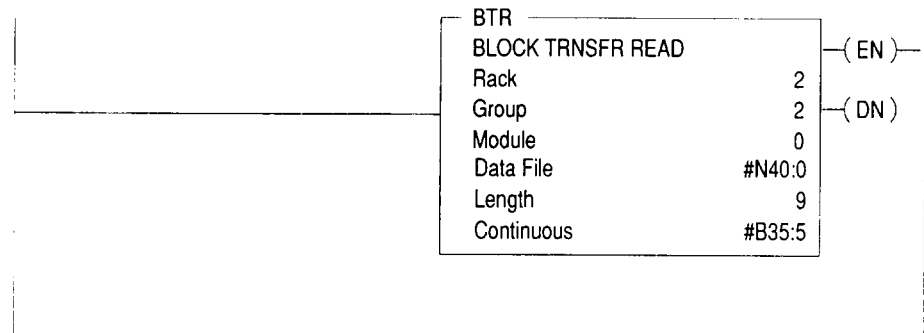 BTR
BLOCK TRNSFR READ
(EN)
Rack 2
Group 2
(DN)
Module 0
Data File #N40:0
Length 9
Continuous #B35:5